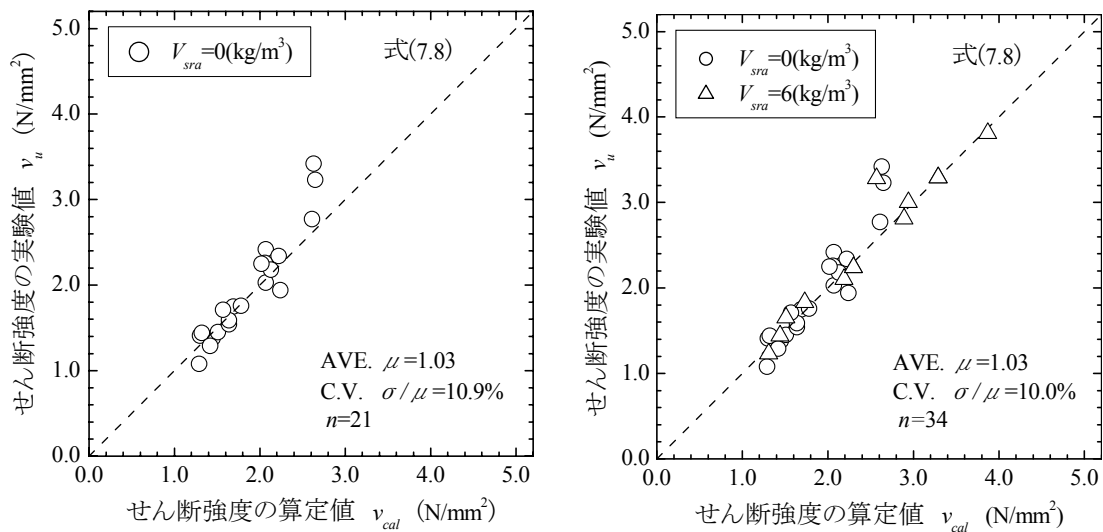 5.0
4.0
3.0
2.0
1.0
0.0
0.0 1.0 2.0 3.0 4.0 5.0
せん断強度の実験値 v_u (N/mm²)
せん断強度の算定値 v_cal (N/mm²)
V_sra=0(kg/m³)
式(7.8)
AVE. μ=1.03
C.V. σ/μ=10.9%
n=21
5.0
4.0
3.0
2.0
1.0
0.0
0.0 1.0 2.0 3.0 4.0 5.0
せん断強度の実験値 v_u (N/mm²)
せん断強度の算定値 v_cal (N/mm²)
V_sra=0(kg/m³)
V_sra=6(kg/m³)
式(7.8)
AVE. μ=1.03
C.V. σ/μ=10.0%
n=34